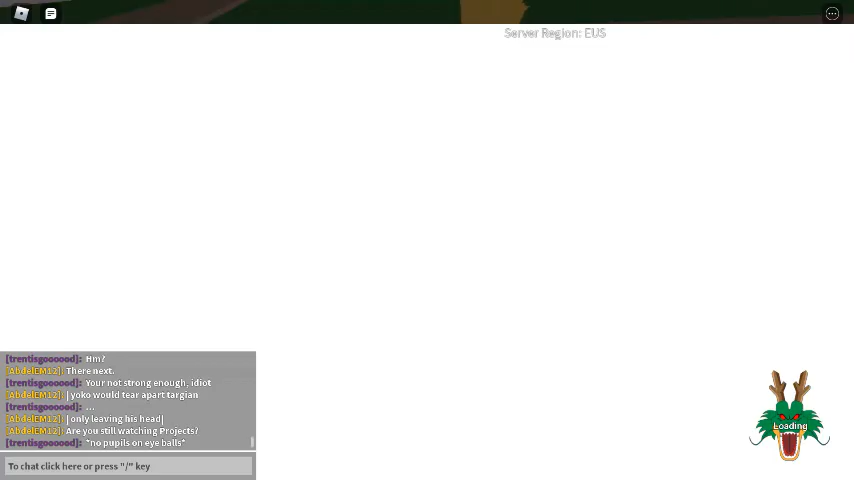 Server Region: EUS
[trentisgoooood]: Hm?
[AbdelEM12]: There next.
[trentisgoooood]: Your not strong enough, idiot
[AbdelEM12]: | yoko would tear apart targian
[trentisgoooood]: ...
[AbdelEM12]: | only leaving his head|
[AbdelEM12]: Are you still watching Projects?
[trentisgoooood]: *no pupils on eye balls*
To chat click here or press "/" key
Loading